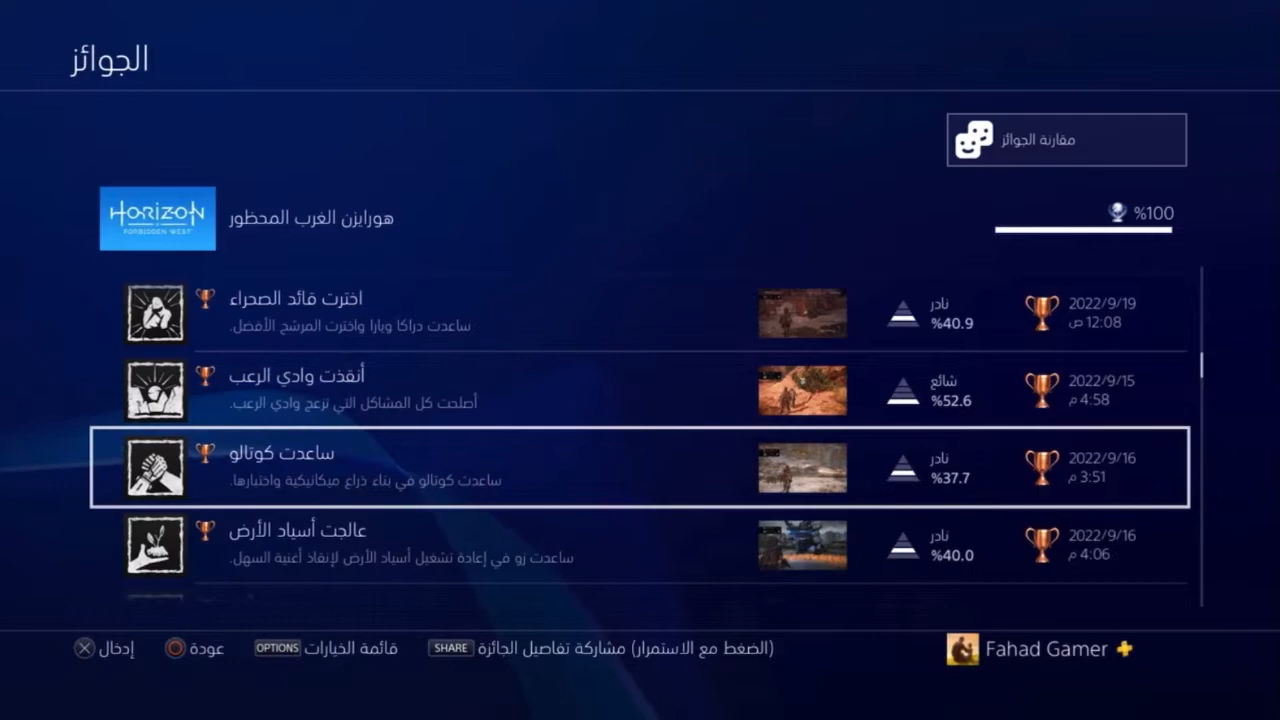 الجوائز
مقارنة الجوائز
HORIZON
FORBIDDEN WEST
هورايزن الغرب المحظور
%100
اخترت قائد الصحراء
ساعدت دراكا ويارا واخترت المرشح الأفضل.
نادر
%40.9
2022/9/19
12:08 ص
أنقذت وادي الرعب
أصلحت كل المشاكل التي تزعج وادي الرعب.
شائع
%52.6
2022/9/15
4:58 م
ساعدت كوتالو
ساعدت كوتالو في بناء ذراع ميكانيكية واختبارها.
نادر
%37.7
2022/9/16
3:51 م
عالجت أسياد الأرض
ساعدت زو في إعادة تشغيل أسياد الأرض لإنقاذ أغنية السهل.
نادر
%40.0
2022/9/16
4:06 م
إدخال
عودة
OPTIONS قائمة الخيارات
SHARE (الضغط مع الاستمرار) مشاركة تفاصيل الجائزة
Fahad Gamer